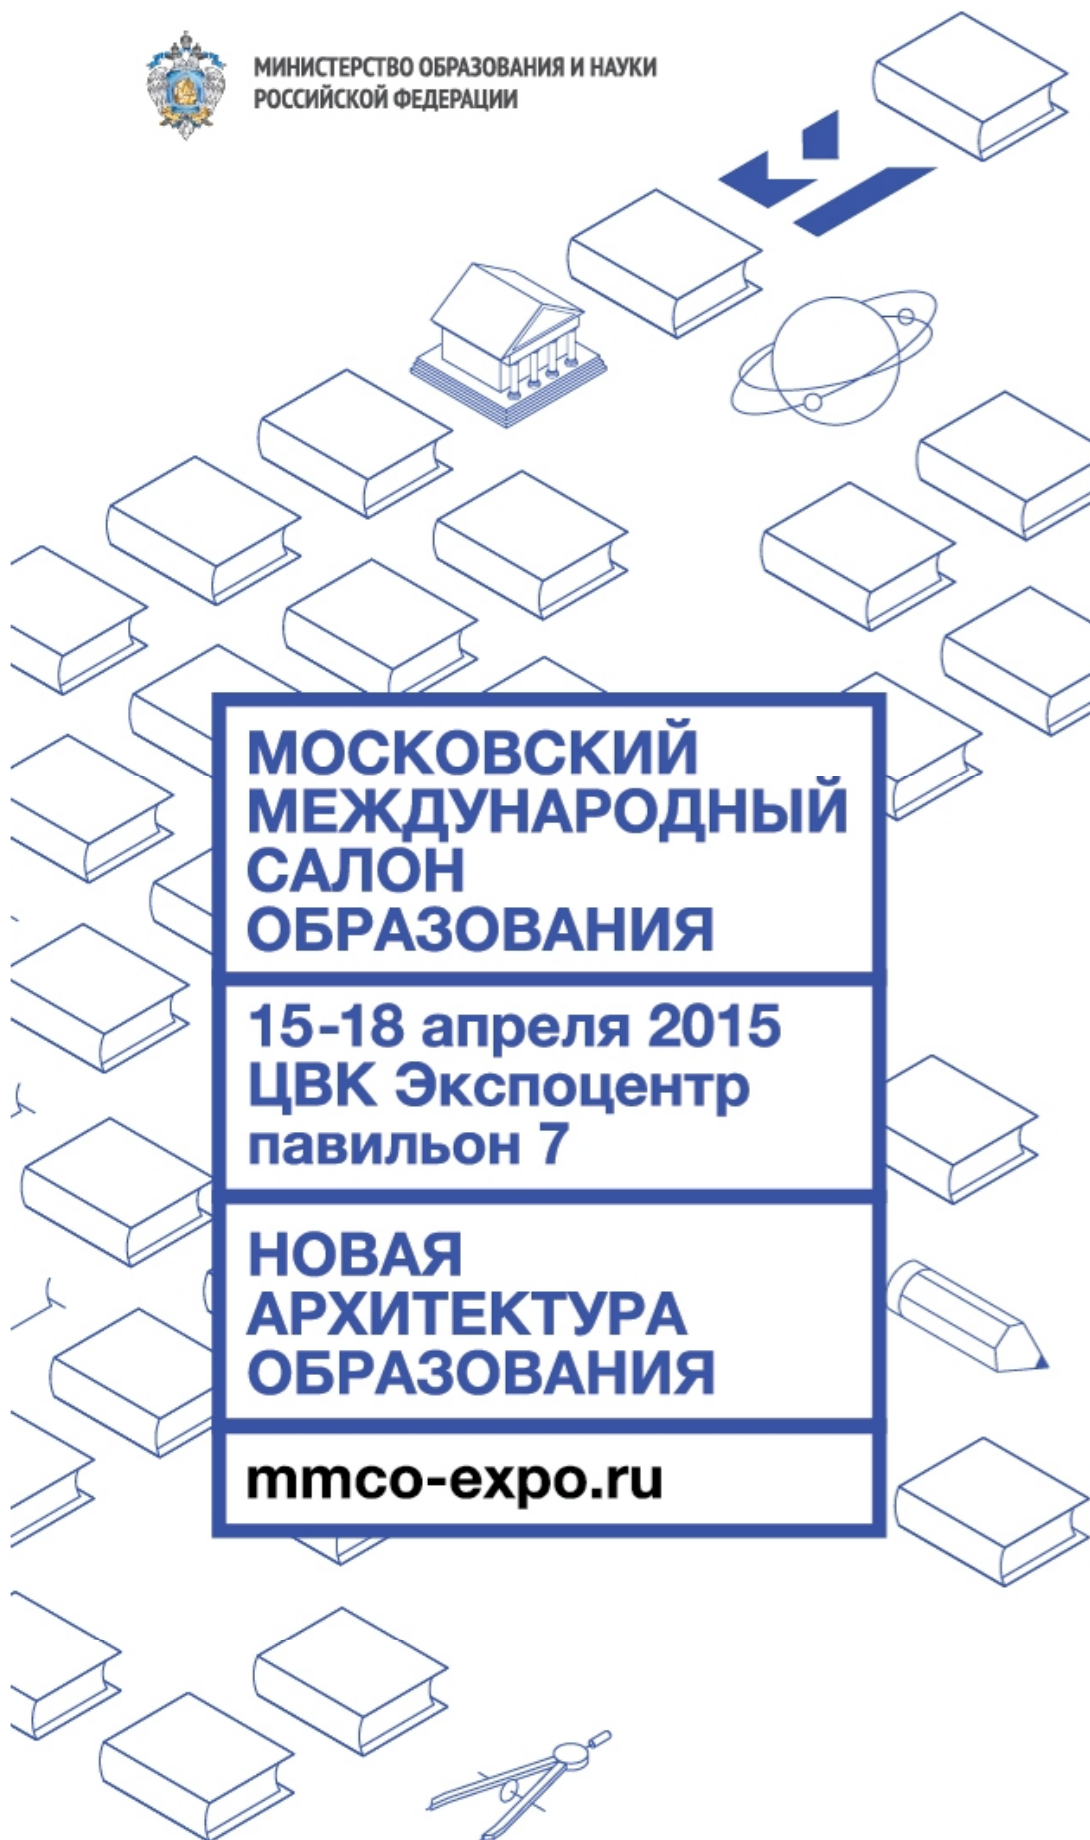 МИНИСТЕРСТВО ОБРАЗОВАНИЯ И НАУКИ
РОССИЙСКОЙ ФЕДЕРАЦИИ
МОСКОВСКИЙ
МЕЖДУНАРОДНЫЙ
САЛОН
ОБРАЗОВАНИЯ
15-18 апреля 2015
ЦВК Экспоцентр
павильон 7
НОВАЯ
АРХИТЕКТУРА
ОБРАЗОВАНИЯ
mmco-expo.ru